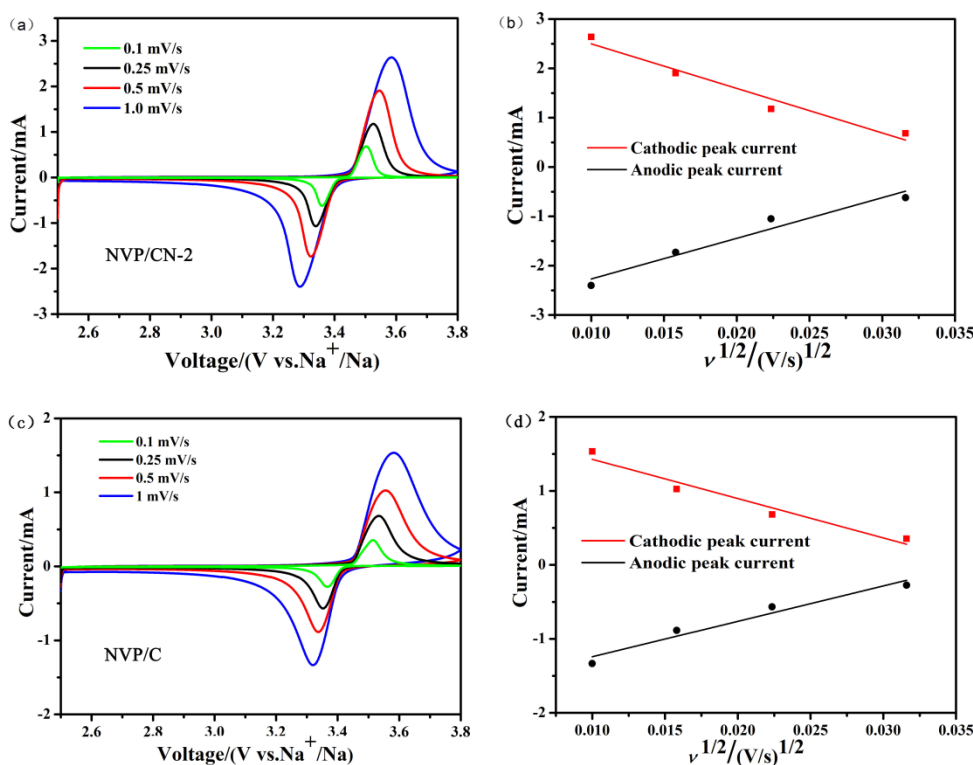 (a)
3
2
1
0
-1
-2
-3
Current/mA
0.1 mV/s
0.25 mV/s
0.5 mV/s
1.0 mV/s
NVP/CN-2
2.6 2.8 3.0 3.2 3.4 3.6 3.8
Voltage/(V vs.Na+/Na)
(b)
3
2
1
0
-1
-2
-3
Current/mA
Cathodic peak current
Anodic peak current
0.010 0.015 0.020 0.025 0.030 0.035
ν1/2/(V/s)1/2
(c)
2
1
0
-1
-2
Current/mA
0.1 mV/s
0.25 mV/s
0.5 mV/s
1 mV/s
NVP/C
2.6 2.8 3.0 3.2 3.4 3.6 3.8
Voltage/(V vs.Na+/Na)
(d)
2
1
0
-1
-2
Current/mA
Cathodic peak current
Anodic peak current
0.010 0.015 0.020 0.025 0.030 0.035
ν1/2/(V/s)1/2